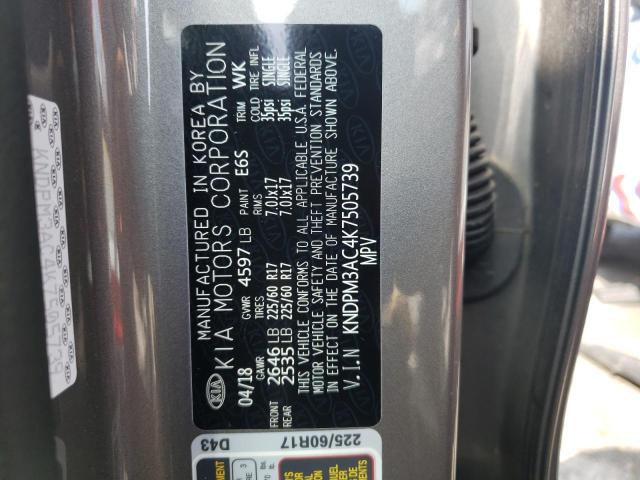 MANUFACTURED IN KOREA BY
KIA KIA MOTORS CORPORATION
04/18 GVWR 4597 LB PAINT E6S TRIM WK
GAWR TIRES RIMS COLD TIRE INFL
FRONT 2646 LB 225/60 R17 7.0Jx17 35psi SINGLE
REAR 2535 LB 225/60 R17 7.0Jx17 35psi SINGLE
THIS VEHICLE CONFORMS TO ALL APPLICABLE U.S.A. FEDERAL
MOTOR VEHICLE SAFETY AND THEFT PREVENTION STANDARDS
IN EFFECT ON THE DATE OF MANUFACTURE SHOWN ABOVE.
V.I.N KNDPM3AC4K7505739
MPV
KNDPM3AC4K7505739
D43
225/60R17